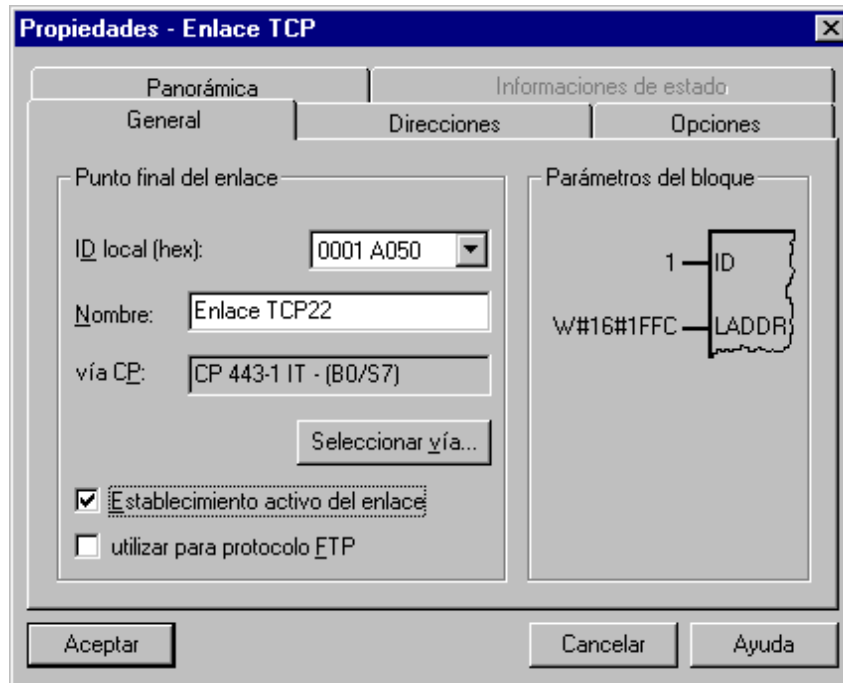 Propiedades - Enlace TCP
Panorámica
Informaciones de estado
General
Direcciones
Opciones
Punto final del enlace
ID local (hex):
0001 A050
Nombre:
Enlace TCP22
vía CP:
CP 443-1 IT - (B0/S7)
Seleccionar vía...
Establecimiento activo del enlace
utilizar para protocolo FTP
Parámetros del bloque
1
ID
W#16#1FFC
LADDR
Aceptar
Cancelar
Ayuda